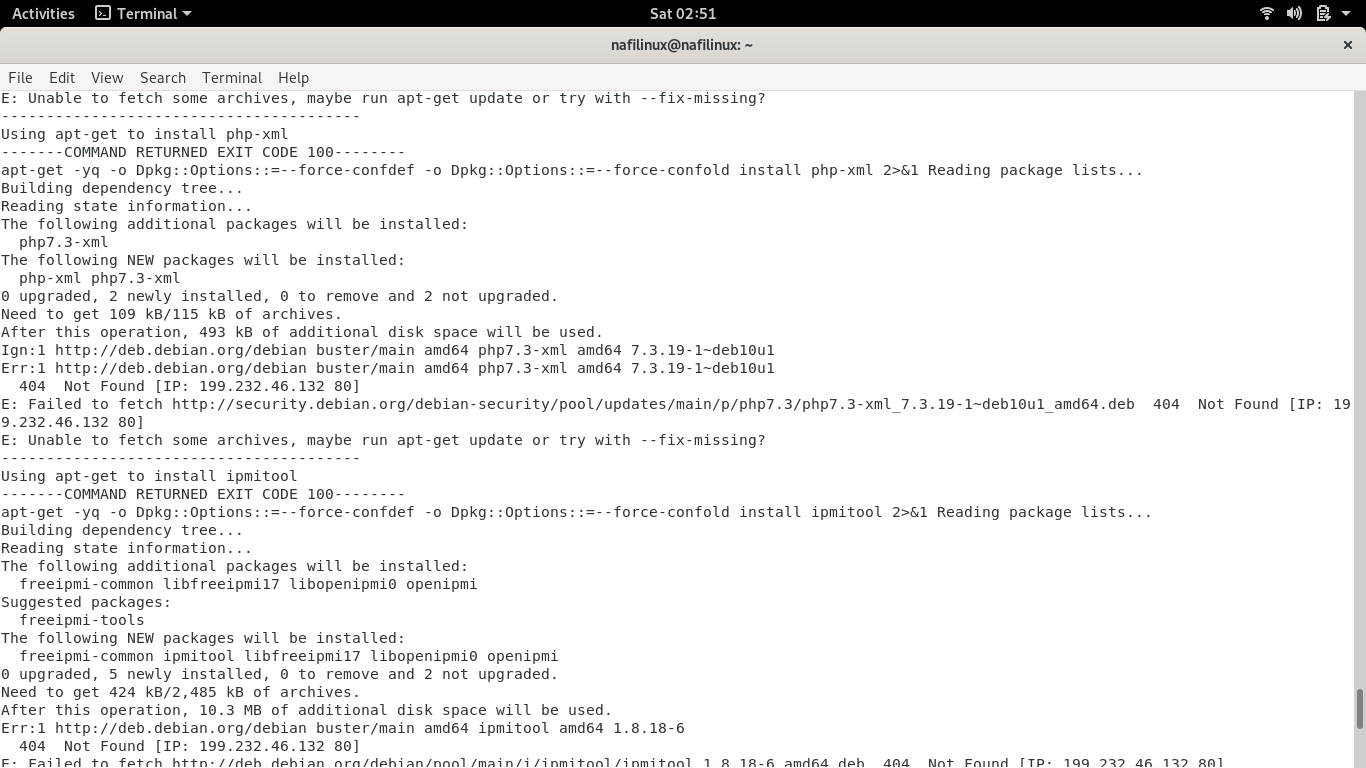 Activities Terminal Sat 02:51
nafilinux@nafilinux: ~ ×
File Edit View Search Terminal Help
E: Unable to fetch some archives, maybe run apt-get update or try with --fix-missing?
----------------------------------------
Using apt-get to install php-xml
-------COMMAND RETURNED EXIT CODE 100--------
apt-get -yq -o Dpkg::Options::=--force-confdef -o Dpkg::Options::=--force-confold install php-xml 2>&1 Reading package lists...
Building dependency tree...
Reading state information...
The following additional packages will be installed:
  php7.3-xml
The following NEW packages will be installed:
  php-xml php7.3-xml
0 upgraded, 2 newly installed, 0 to remove and 2 not upgraded.
Need to get 109 kB/115 kB of archives.
After this operation, 493 kB of additional disk space will be used.
Ign:1 http://deb.debian.org/debian buster/main amd64 php7.3-xml amd64 7.3.19-1~deb10u1
Err:1 http://deb.debian.org/debian buster/main amd64 php7.3-xml amd64 7.3.19-1~deb10u1
  404  Not Found [IP: 199.232.46.132 80]
E: Failed to fetch http://security.debian.org/debian-security/pool/updates/main/p/php7.3/php7.3-xml_7.3.19-1~deb10u1_amd64.deb  404  Not Found [IP: 19
9.232.46.132 80]
E: Unable to fetch some archives, maybe run apt-get update or try with --fix-missing?
----------------------------------------
Using apt-get to install ipmitool
-------COMMAND RETURNED EXIT CODE 100--------
apt-get -yq -o Dpkg::Options::=--force-confdef -o Dpkg::Options::=--force-confold install ipmitool 2>&1 Reading package lists...
Building dependency tree...
Reading state information...
The following additional packages will be installed:
  freeipmi-common libfreeipmi17 libopenipmi0 openipmi
Suggested packages:
  freeipmi-tools
The following NEW packages will be installed:
  freeipmi-common ipmitool libfreeipmi17 libopenipmi0 openipmi
0 upgraded, 5 newly installed, 0 to remove and 2 not upgraded.
Need to get 424 kB/2,485 kB of archives.
After this operation, 10.3 MB of additional disk space will be used.
Err:1 http://deb.debian.org/debian buster/main amd64 ipmitool amd64 1.8.18-6
  404  Not Found [IP: 199.232.46.132 80]
E: Failed to fetch http://deb.debian.org/debian/pool/main/i/ipmitool/ipmitool_1.8.18-6_amd64.deb  404  Not Found [IP: 199.232.46.132 80]